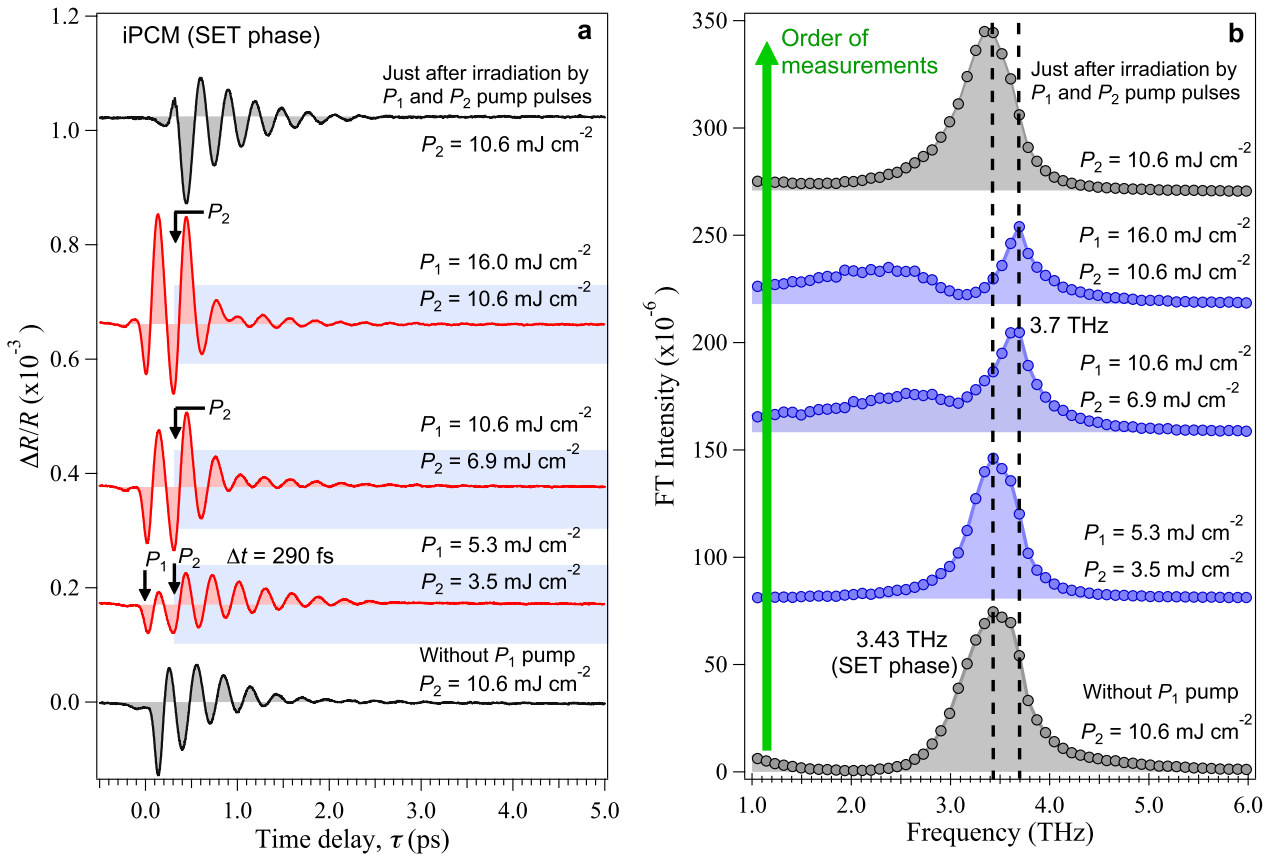 1.2
1.0
0.8
0.6
0.4
0.2
0.0
ΔR/R (x10⁻³)
iPCM (SET phase)
a
Just after irradiation by
P₁ and P₂ pump pulses
P₂ = 10.6 mJ cm⁻²
P₂
P₁ = 16.0 mJ cm⁻²
P₂ = 10.6 mJ cm⁻²
P₂
P₁ = 10.6 mJ cm⁻²
P₂ = 6.9 mJ cm⁻²
P₁ P₂ Δt = 290 fs
P₁ = 5.3 mJ cm⁻²
P₂ = 3.5 mJ cm⁻²
Without P₁ pump
P₂ = 10.6 mJ cm⁻²
0.0 1.0 2.0 3.0 4.0 5.0
Time delay, τ (ps)
350
300
250
200
150
100
50
0
FT Intensity (x10⁻⁶)
Order of
measurements
b
Just after irradiation by
P₁ and P₂ pump pulses
P₂ = 10.6 mJ cm⁻²
P₁ = 16.0 mJ cm⁻²
P₂ = 10.6 mJ cm⁻²
3.7 THz
P₁ = 10.6 mJ cm⁻²
P₂ = 6.9 mJ cm⁻²
P₁ = 5.3 mJ cm⁻²
P₂ = 3.5 mJ cm⁻²
3.43 THz
(SET phase)
Without P₁ pump
P₂ = 10.6 mJ cm⁻²
1.0 2.0 3.0 4.0 5.0 6.0
Frequency (THz)